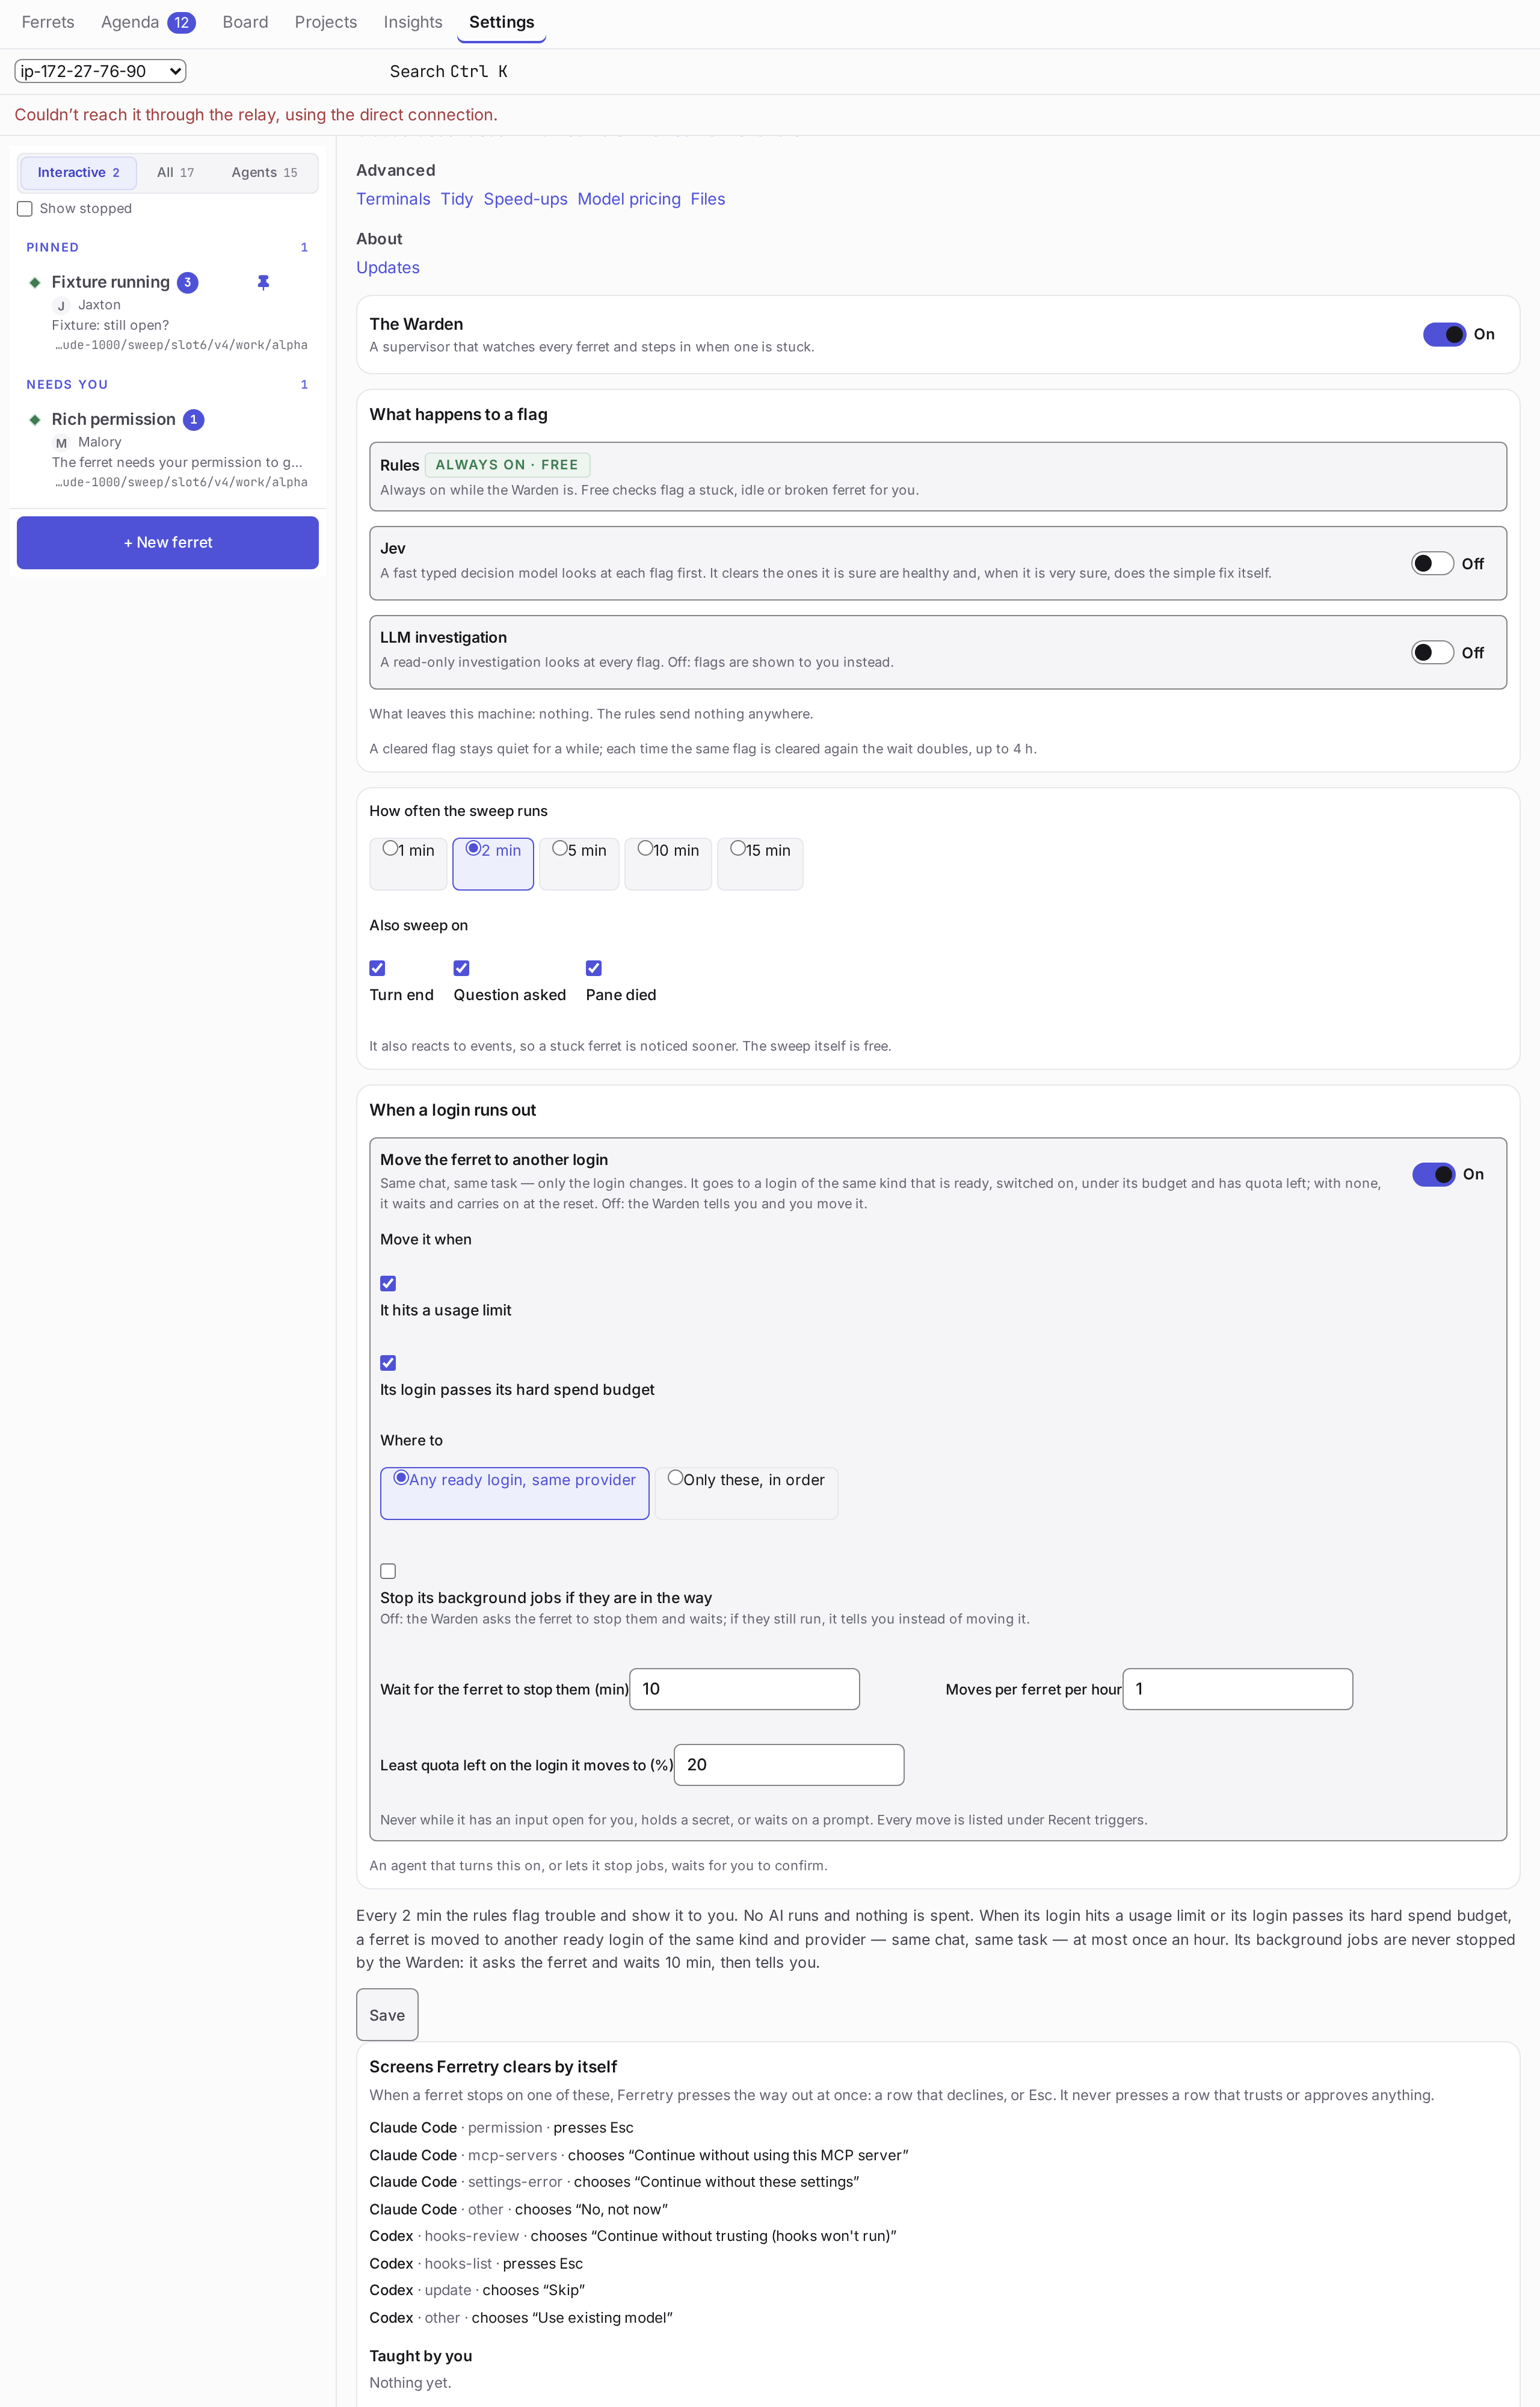 Ferrets Agenda 12 Board Projects Insights Settings
ip-172-27-76-90 Search Ctrl K
Couldn’t reach it through the relay, using the direct connection.
Interactive 2 All 17 Agents 15
Show stopped
PINNED 1
Fixture running 3
J Jaxton
Fixture: still open?
…ude-1000/sweep/slot6/v4/work/alpha
NEEDS YOU 1
Rich permission 1
M Malory
The ferret needs your permission to g…
…ude-1000/sweep/slot6/v4/work/alpha
+ New ferret
Advanced
Terminals Tidy Speed-ups Model pricing Files
About
Updates
The Warden
A supervisor that watches every ferret and steps in when one is stuck.
On
What happens to a flag
Rules ALWAYS ON · FREE
Always on while the Warden is. Free checks flag a stuck, idle or broken ferret for you.
Jev
A fast typed decision model looks at each flag first. It clears the ones it is sure are healthy and, when it is very sure, does the simple fix itself.
Off
LLM investigation
A read-only investigation looks at every flag. Off: flags are shown to you instead.
Off
What leaves this machine: nothing. The rules send nothing anywhere.
A cleared flag stays quiet for a while; each time the same flag is cleared again the wait doubles, up to 4 h.
How often the sweep runs
1 min 2 min 5 min 10 min 15 min
Also sweep on
Turn end Question asked Pane died
It also reacts to events, so a stuck ferret is noticed sooner. The sweep itself is free.
When a login runs out
Move the ferret to another login
Same chat, same task — only the login changes. It goes to a login of the same kind that is ready, switched on, under its budget and has quota left; with none,
it waits and carries on at the reset. Off: the Warden tells you and you move it.
On
Move it when
It hits a usage limit
Its login passes its hard spend budget
Where to
Any ready login, same provider Only these, in order
Stop its background jobs if they are in the way
Off: the Warden asks the ferret to stop them and waits; if they still run, it tells you instead of moving it.
Wait for the ferret to stop them (min) 10 Moves per ferret per hour 1
Least quota left on the login it moves to (%) 20
Never while it has an input open for you, holds a secret, or waits on a prompt. Every move is listed under Recent triggers.
An agent that turns this on, or lets it stop jobs, waits for you to confirm.
Every 2 min the rules flag trouble and show it to you. No AI runs and nothing is spent. When its login hits a usage limit or its login passes its hard spend budget,
a ferret is moved to another ready login of the same kind and provider — same chat, same task — at most once an hour. Its background jobs are never stopped
by the Warden: it asks the ferret and waits 10 min, then tells you.
Save
Screens Ferretry clears by itself
When a ferret stops on one of these, Ferretry presses the way out at once: a row that declines, or Esc. It never presses a row that trusts or approves anything.
Claude Code · permission · presses Esc
Claude Code · mcp-servers · chooses “Continue without using this MCP server”
Claude Code · settings-error · chooses “Continue without these settings”
Claude Code · other · chooses “No, not now”
Codex · hooks-review · chooses “Continue without trusting (hooks won't run)”
Codex · hooks-list · presses Esc
Codex · update · chooses “Skip”
Codex · other · chooses “Use existing model”
Taught by you
Nothing yet.